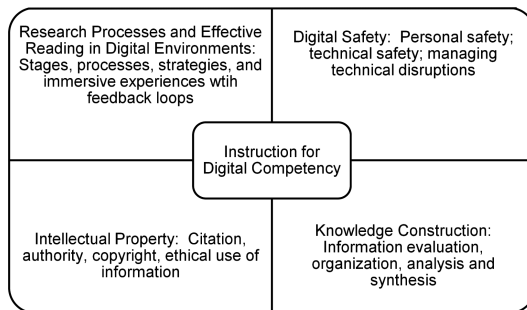 Research Processes and Effective
Reading in Digital Environments:
Stages, processes, strategies, and
immersive experiences wtih
feedback loops
Digital Safety: Personal safety;
technical safety; managing
technical disruptions
Instruction for
Digital Competency
Intellectual Property: Citation,
authority, copyright, ethical use of
information
Knowledge Construction:
Information evaluation,
organization, analysis and
synthesis